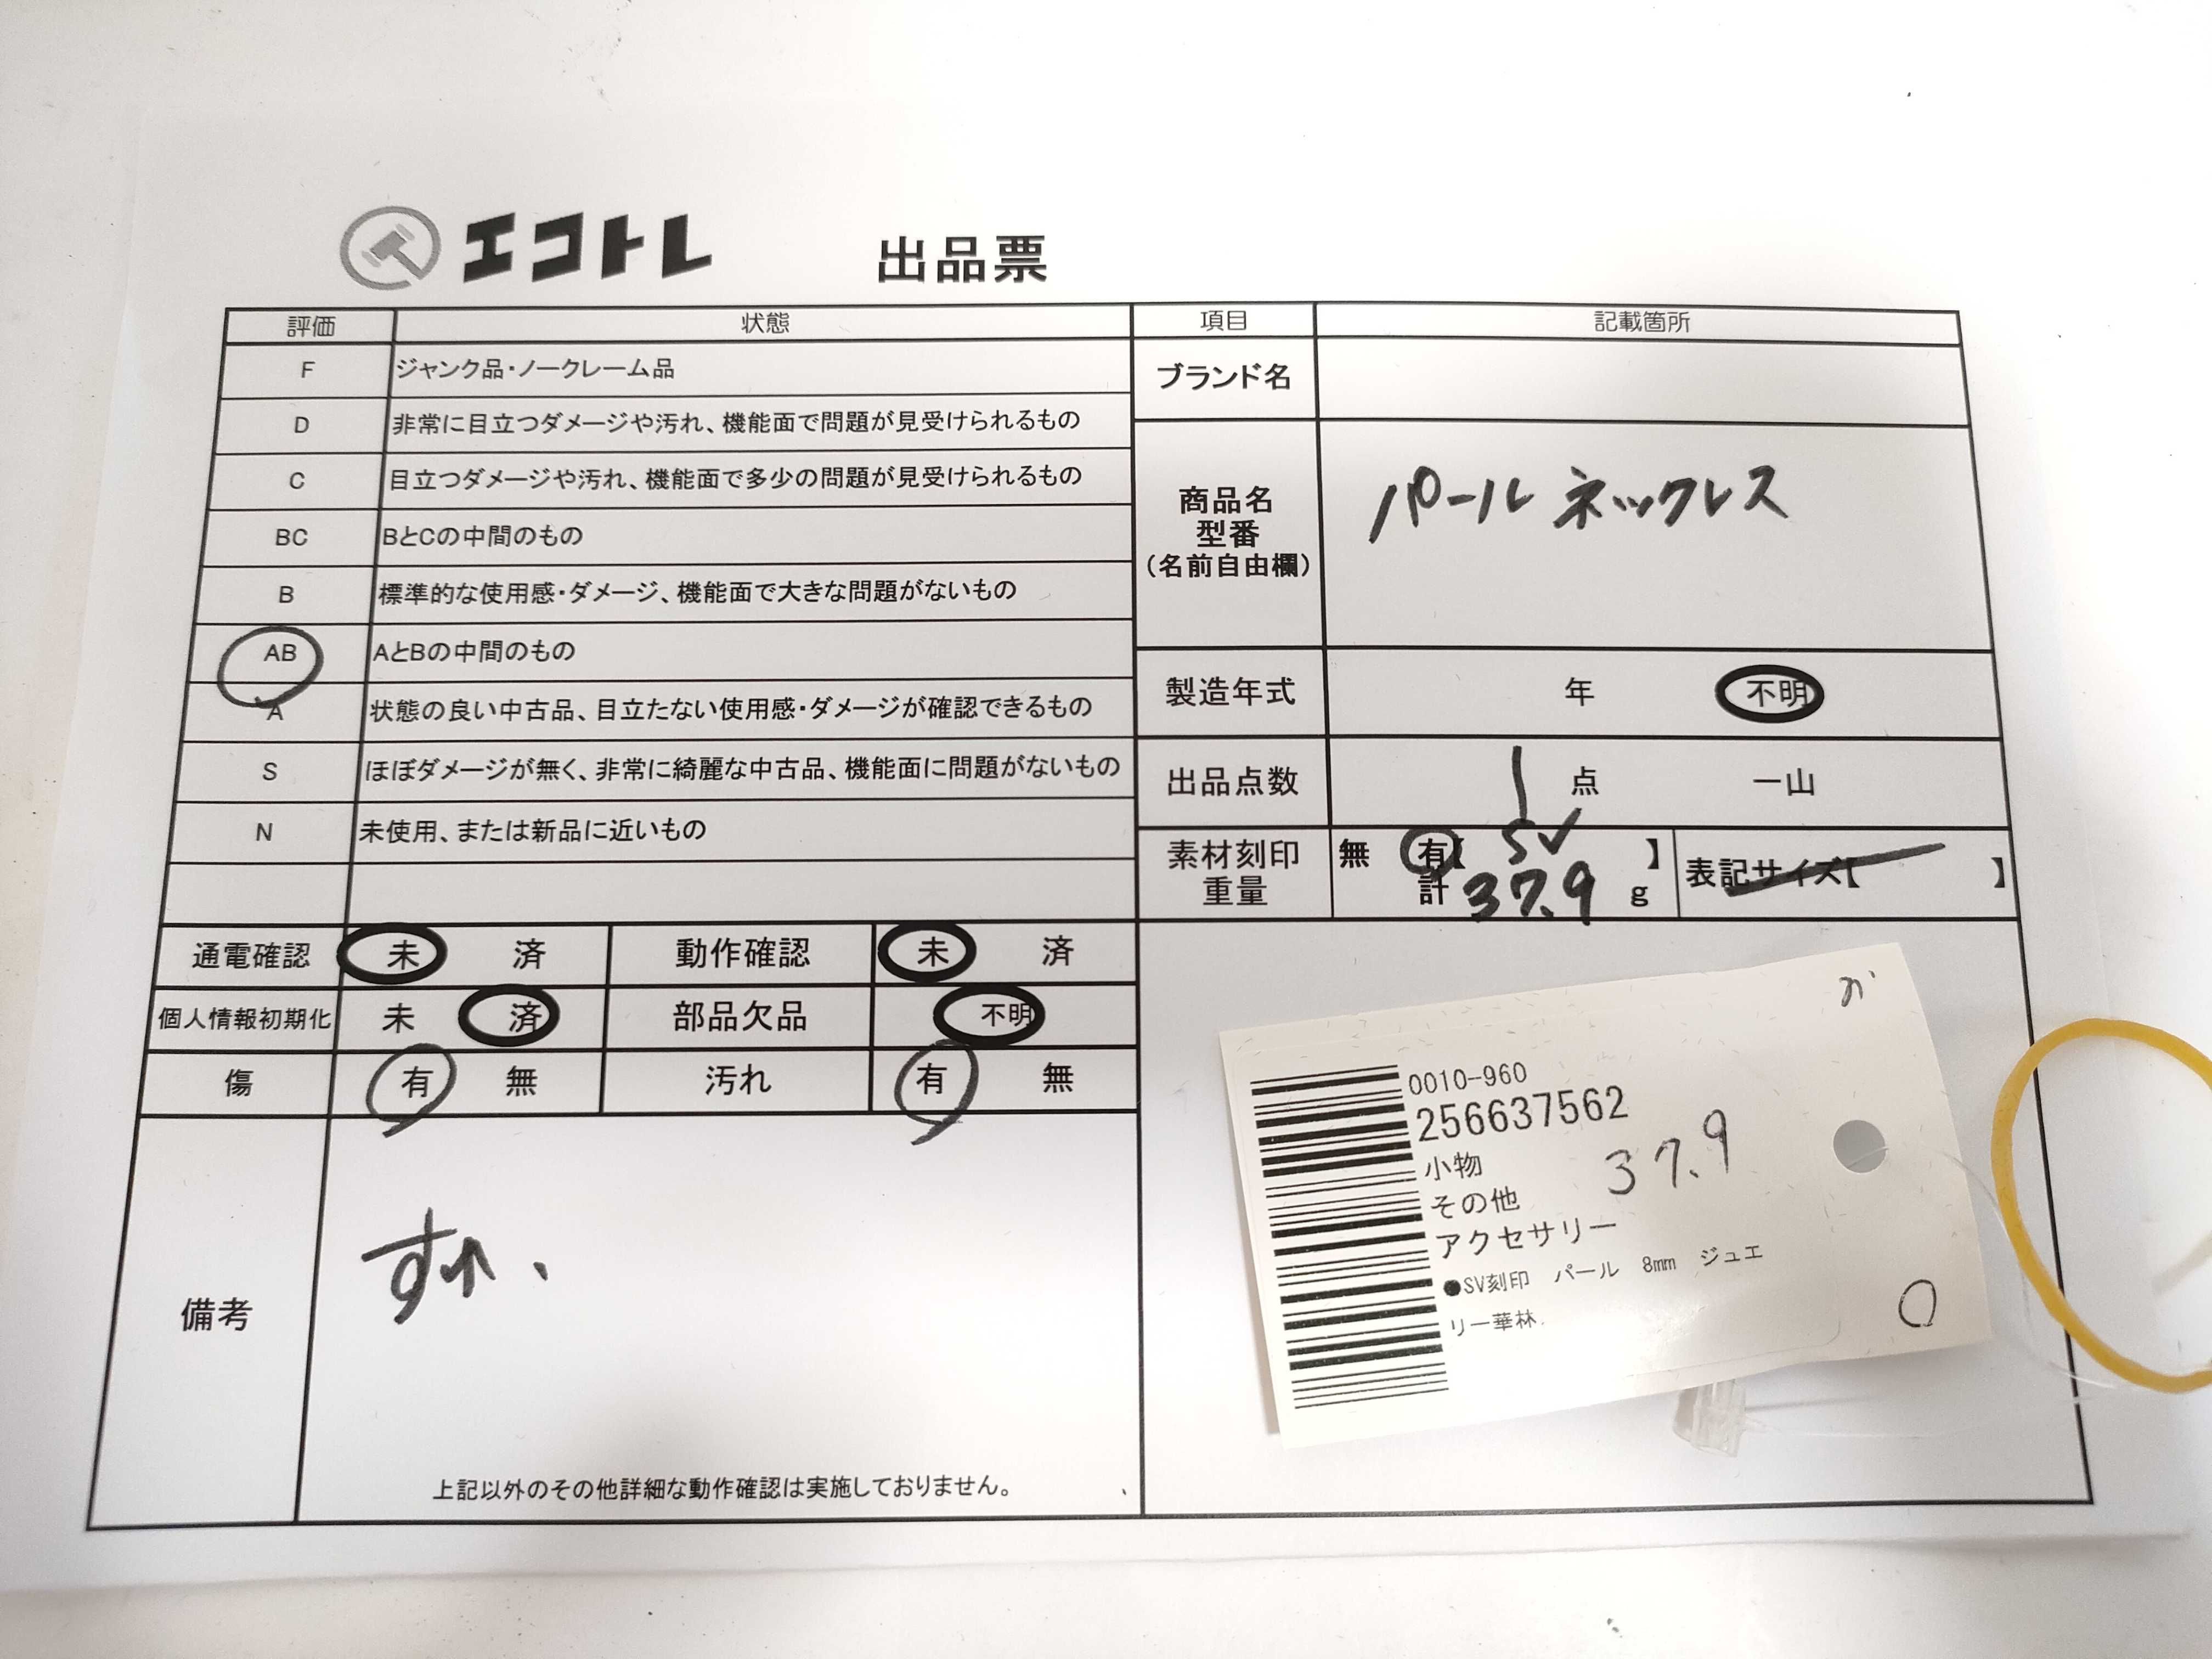 エコトレ 出品票
評価 状態 項目 記載箇所
F ジャンク品・ノークレーム品
D 非常に目立つダメージや汚れ、機能面で問題が見受けられるもの
C 目立つダメージや汚れ、機能面で多少の問題が見受けられるもの
BC BとCの中間のもの
B 標準的な使用感・ダメージ、機能面で大きな問題がないもの
AB AとBの中間のもの
A 状態の良い中古品、目立たない使用感・ダメージが確認できるもの
S ほぼダメージが無く、非常に綺麗な中古品、機能面に問題がないもの
N 未使用、または新品に近いもの
ブランド名
商品名
型番
(名前自由欄)
パールネックレス
製造年式 年 不明
出品点数 1 点 一山
素材刻印
重量
無 有【 SV 】
計 37.9 g
表記サイズ【 】
通電確認 未 済 動作確認 未 済
個人情報初期化 未 済 部品欠品 不明
傷 有 無 汚れ 有 無
備考
上記以外のその他詳細な動作確認は実施しておりません。
0010-960
256637562
小物
37.9
その他
アクセサリー
●SV刻印 パール 8mm ジュエ
リー華林